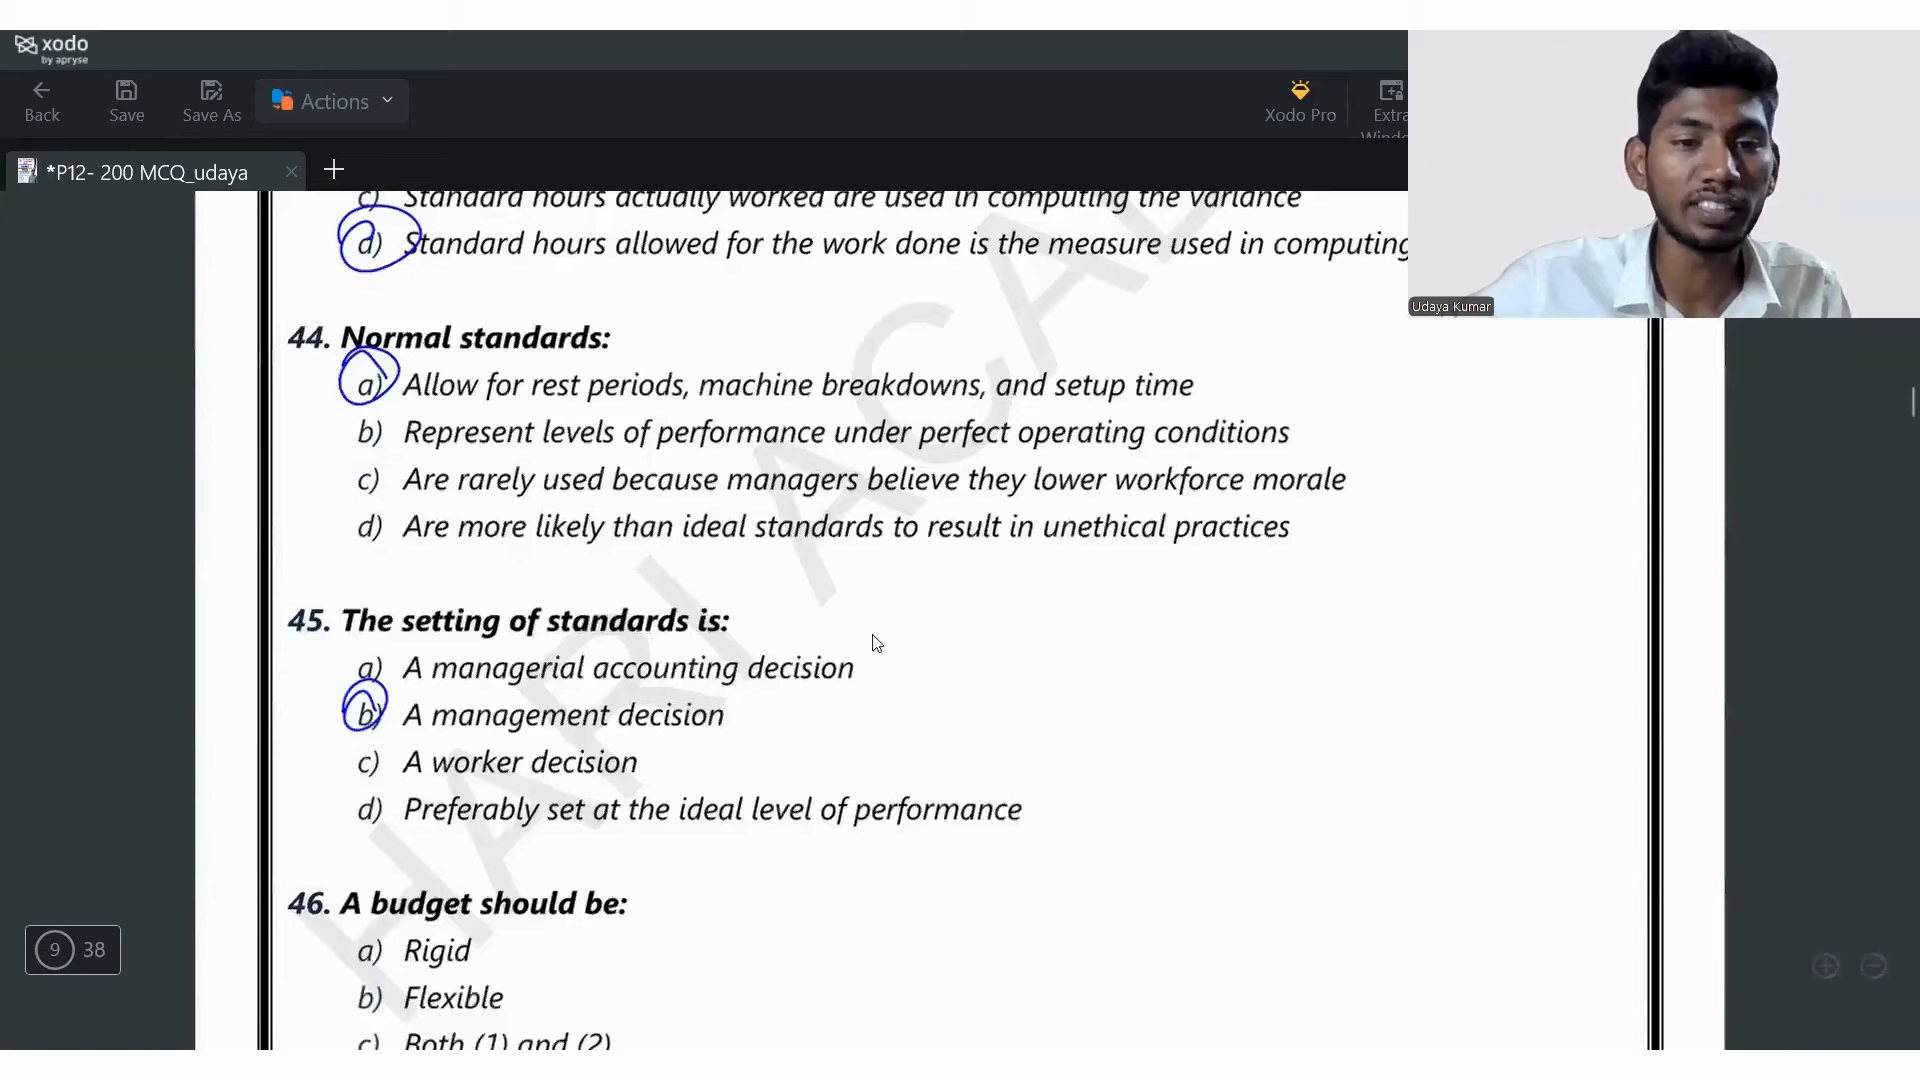 xodo
by apryse
Back
Save
Save As
Actions
Xodo Pro
Extra
Window
*P12- 200 MCQ_udaya
c) Standard hours actually worked are used in computing the variance
d) Standard hours allowed for the work done is the measure used in computing
Udaya Kumar
44. Normal standards:
a) Allow for rest periods, machine breakdowns, and setup time
b) Represent levels of performance under perfect operating conditions
c) Are rarely used because managers believe they lower workforce morale
d) Are more likely than ideal standards to result in unethical practices
45. The setting of standards is:
a) A managerial accounting decision
b) A management decision
c) A worker decision
d) Preferably set at the ideal level of performance
46. A budget should be:
a) Rigid
b) Flexible
c) Both (1) and (2)
9 38
HARI ACA